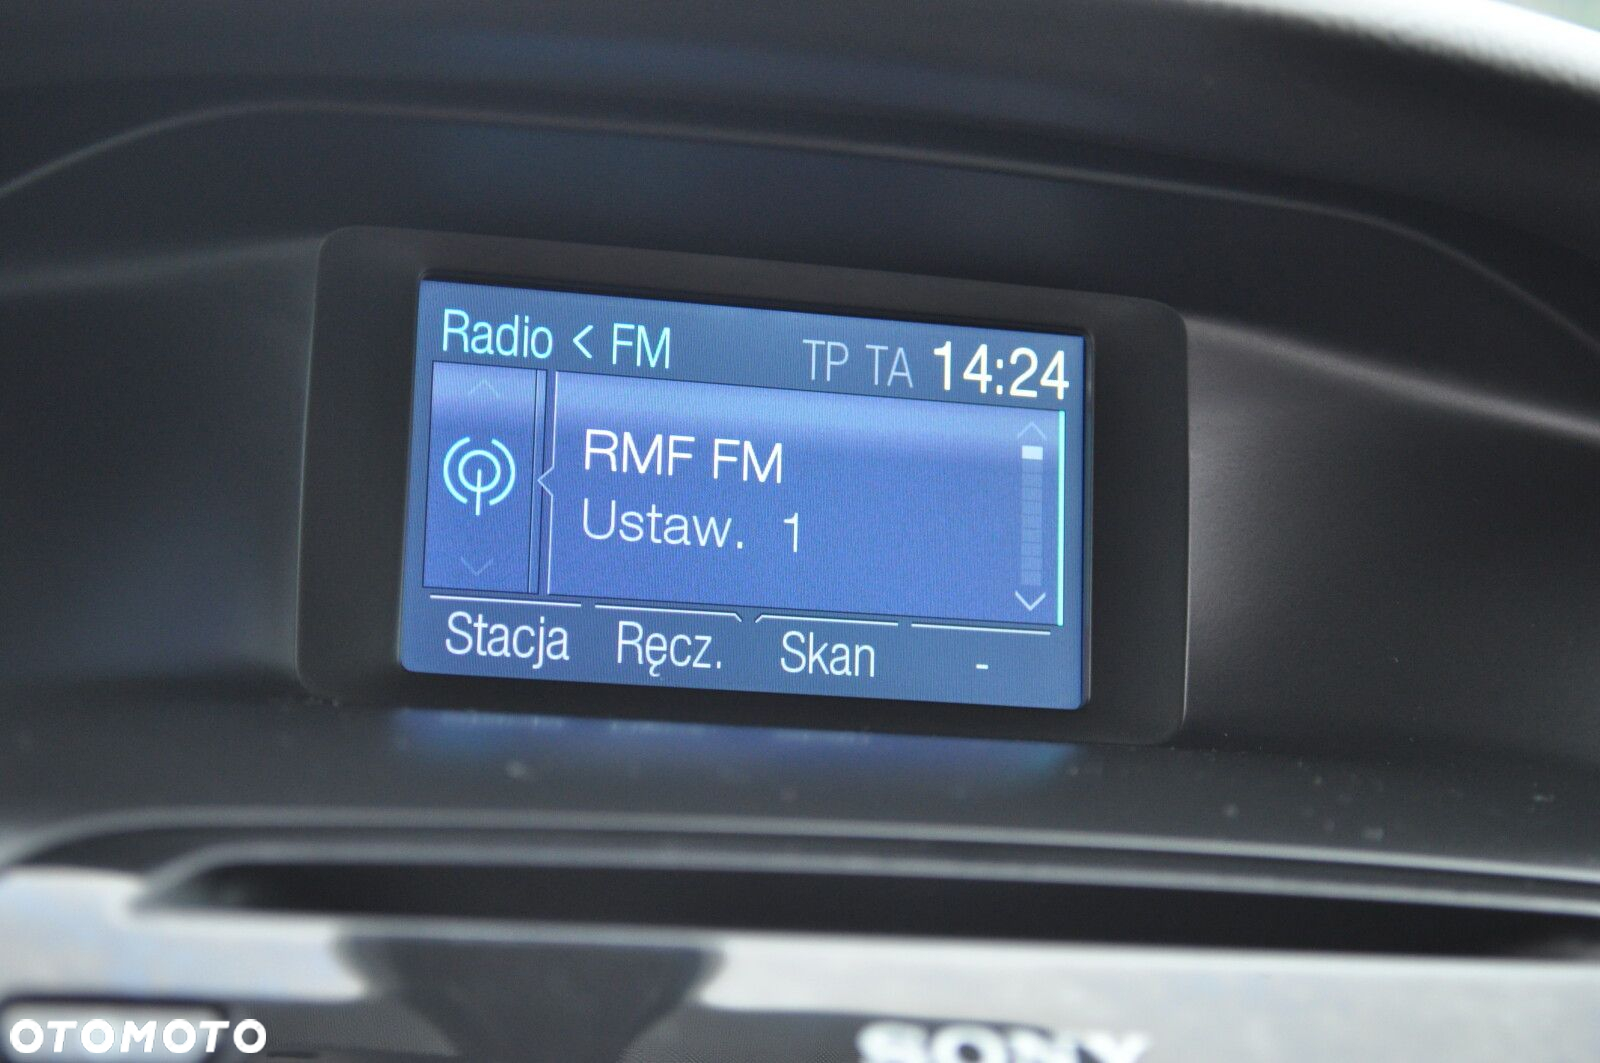 Radio < FM TP TA 14:24
RMF FM
Ustaw. 1
Stacja Ręcz. Skan -
SONY
OTOMOTO